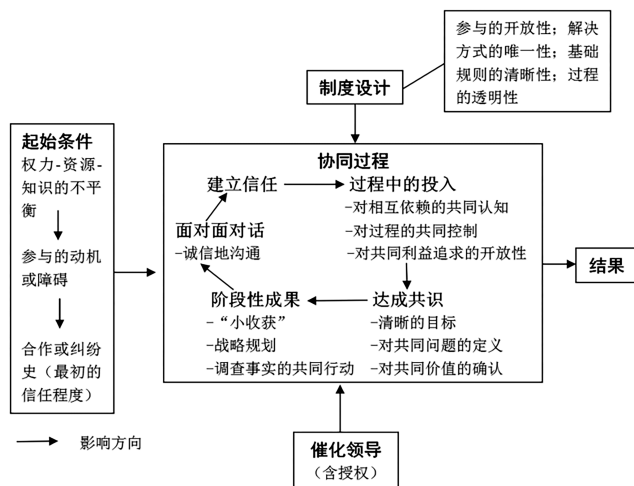 参与的开放性；解决
方式的唯一性；基础
规则的清晰性；过程
的透明性
制度设计
起始条件
权力-资源-
知识的不平
衡
参与的动机
或障碍
合作或纠纷
史（最初的
信任程度）
协同过程
建立信任
过程中的投入
-对相互依赖的共同认知
-对过程的共同控制
-对共同利益追求的开放性
面对面对话
-诚信地沟通
阶段性成果
-“小收获”
-战略规划
-调查事实的共同行动
达成共识
-清晰的目标
-对共同问题的定义
-对共同价值的确认
结果
影响方向
催化领导
（含授权）